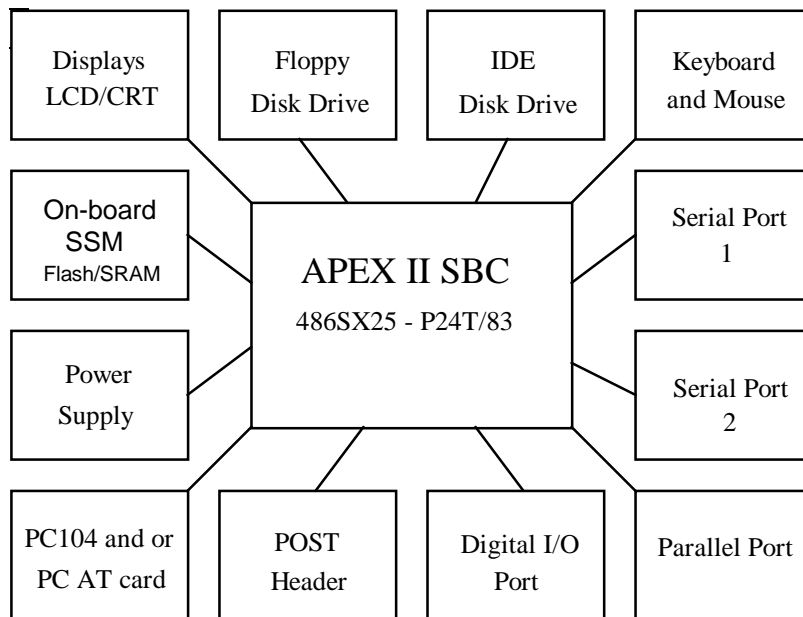 Displays
LCD/CRT
Floppy
Disk Drive
IDE
Disk Drive
Keyboard
and Mouse
On-board
SSM
Flash/SRAM
APEX II SBC
486SX25 - P24T/83
Serial Port
1
Power
Supply
Serial Port
2
PC104 and or
PC AT card
POST
Header
Digital I/O
Port
Parallel Port